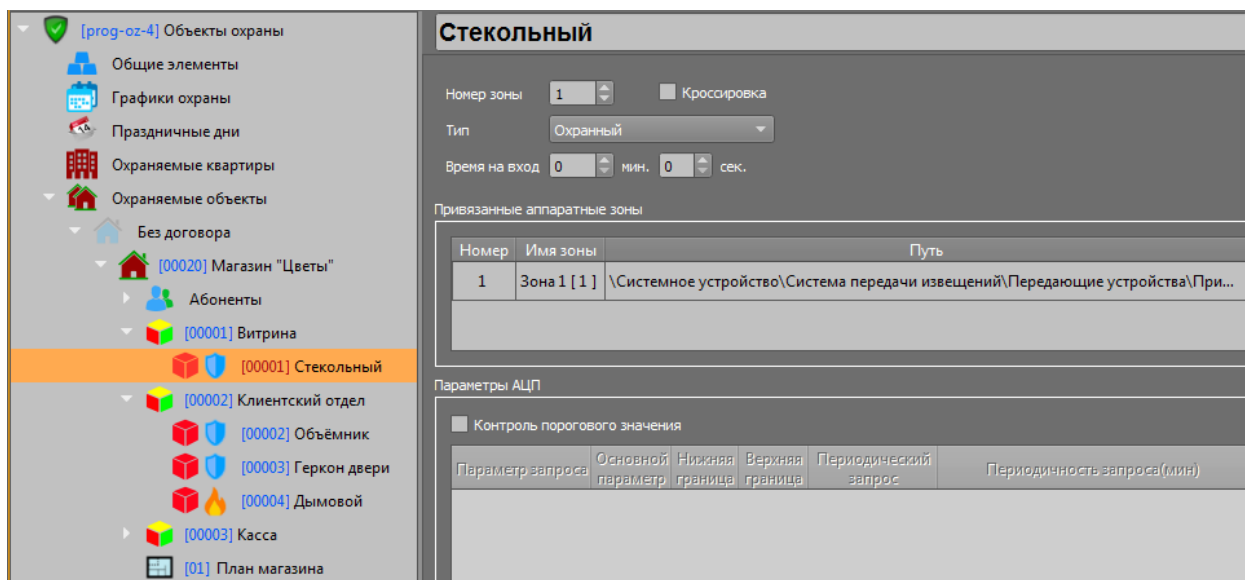 [prog-oz-4] Объекты охраны
Общие элементы
Графики охраны
Праздничные дни
Охраняемые квартиры
Охраняемые объекты
Без договора
[00020] Магазин "Цветы"
Абоненты
[00001] Витрина
[00001] Стекольный
[00002] Клиентский отдел
[00002] Объёмник
[00003] Геркон двери
[00004] Дымовой
[00003] Касса
[01] План магазина
Стекольный
Номер зоны 1 Кроссировка
Тип Охранный
Время на вход 0 мин. 0 сек.
Привязанные аппаратные зоны
Номер Имя зоны Путь
1 Зона 1 [ 1 ] \Системное устройство\Система передачи извещений\Передающие устройства\При...
Параметры АЦП
Контроль порогового значения
Параметр запроса Основной параметр Нижняя граница Верхняя граница Периодический запрос Периодичность запроса(мин)